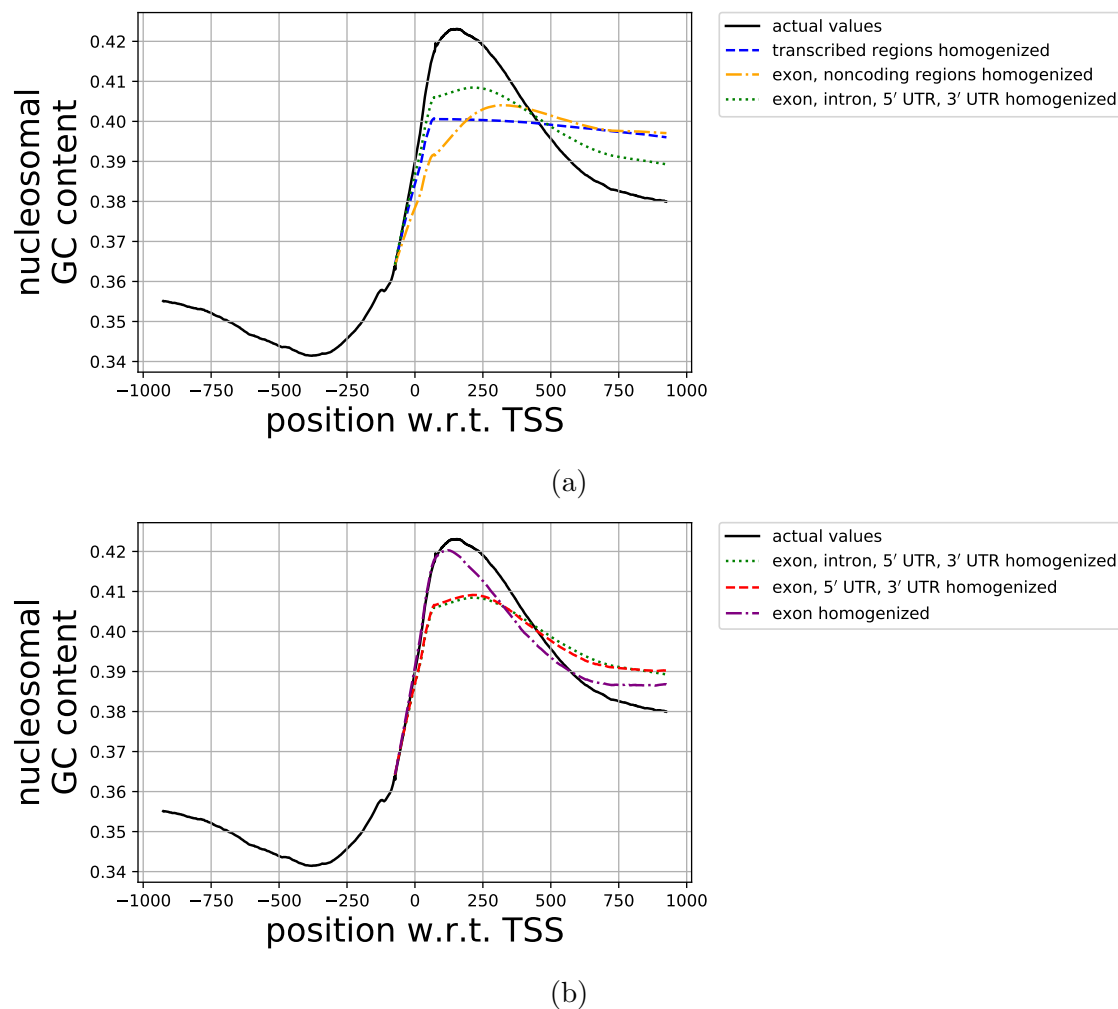 0.42
0.41
0.40
0.39
0.38
0.37
0.36
0.35
0.34
nucleosomal
GC content
−1000 −750 −500 −250 0 250 500 750 1000
position w.r.t. TSS
actual values
transcribed regions homogenized
exon, noncoding regions homogenized
exon, intron, 5′ UTR, 3′ UTR homogenized
(a)
0.42
0.41
0.40
0.39
0.38
0.37
0.36
0.35
0.34
nucleosomal
GC content
−1000 −750 −500 −250 0 250 500 750 1000
position w.r.t. TSS
actual values
exon, intron, 5′ UTR, 3′ UTR homogenized
exon, 5′ UTR, 3′ UTR homogenized
exon homogenized
(b)